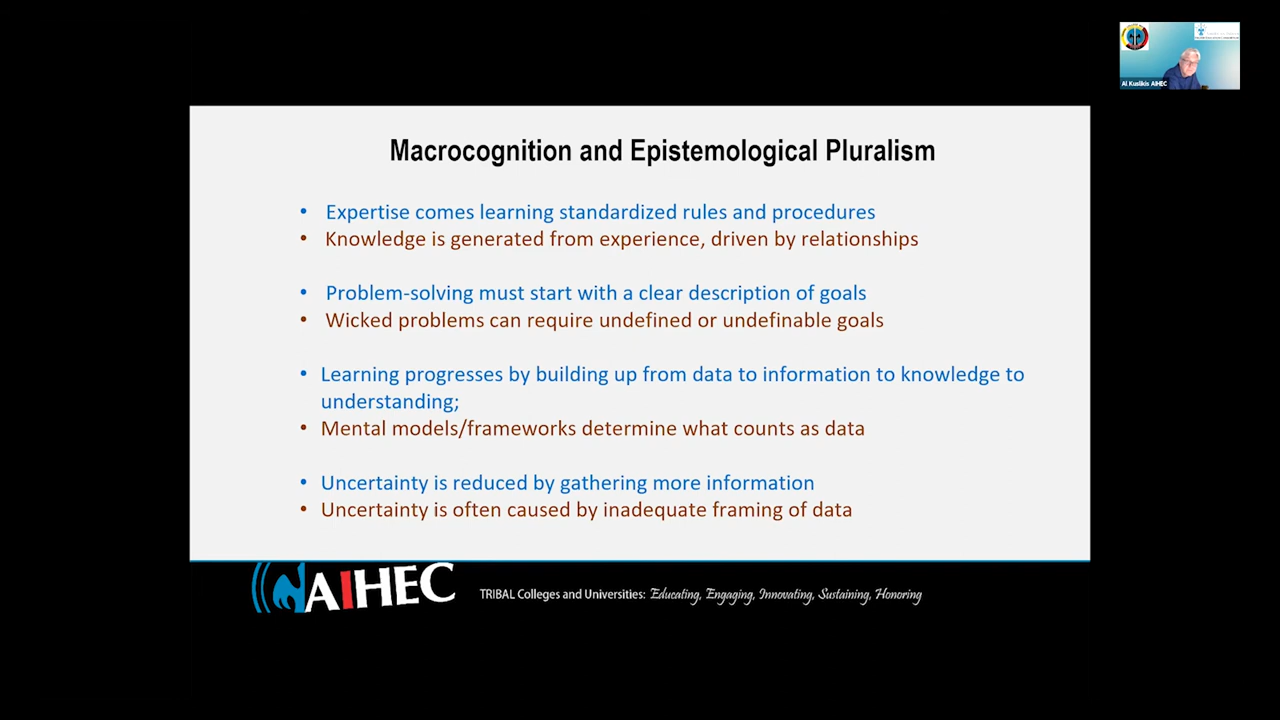 Al Kuslikis AIHEC
Macrocognition and Epistemological Pluralism
• Expertise comes learning standardized rules and procedures
• Knowledge is generated from experience, driven by relationships
• Problem-solving must start with a clear description of goals
• Wicked problems can require undefined or undefinable goals
• Learning progresses by building up from data to information to knowledge to
understanding;
• Mental models/frameworks determine what counts as data
• Uncertainty is reduced by gathering more information
• Uncertainty is often caused by inadequate framing of data
AIHEC
TRIBAL Colleges and Universities: Educating, Engaging, Innovating, Sustaining, Honoring